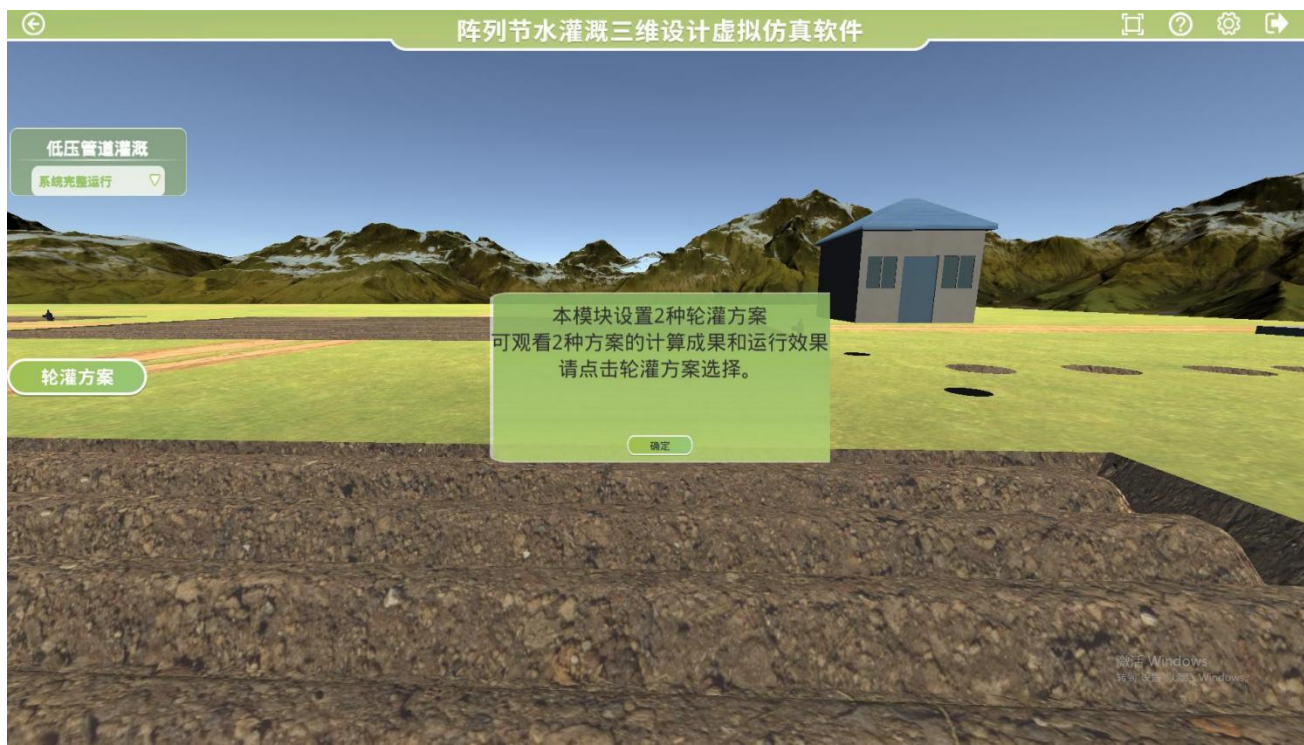 阵列节水灌溉三维设计虚拟仿真软件
低压管道灌溉
系统完整运行
本模块设置2种轮灌方案
可观看2种方案的计算成果和运行效果
请点击轮灌方案选择。
轮灌方案
确定
激活 Windows